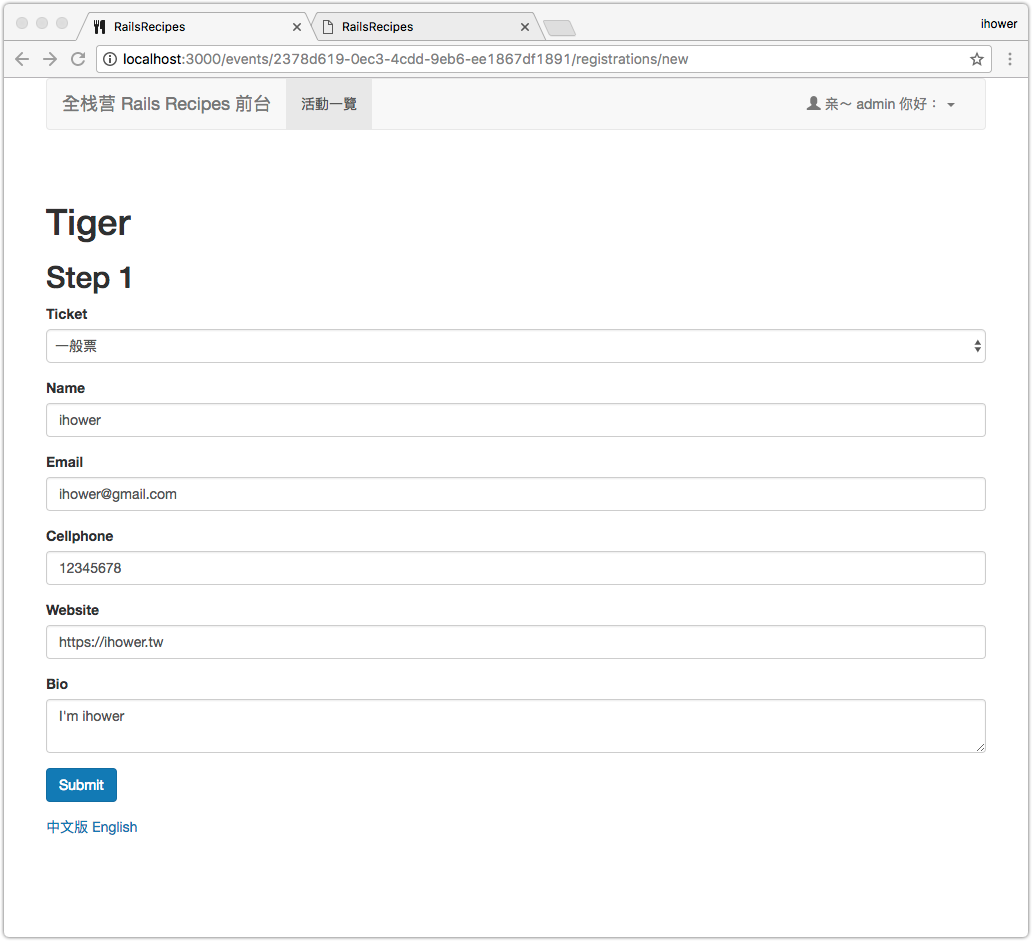 RailsRecipes
RailsRecipes
ihower
localhost:3000/events/2378d619-0ec3-4cdd-9eb6-ee1867df1891/registrations/new
全栈营 Rails Recipes 前台 活動一覽 亲～ admin 你好：
Tiger
Step 1
Ticket
一般票
Name
ihower
Email
ihower@gmail.com
Cellphone
12345678
Website
https://ihower.tw
Bio
I'm ihower
Submit
中文版 English